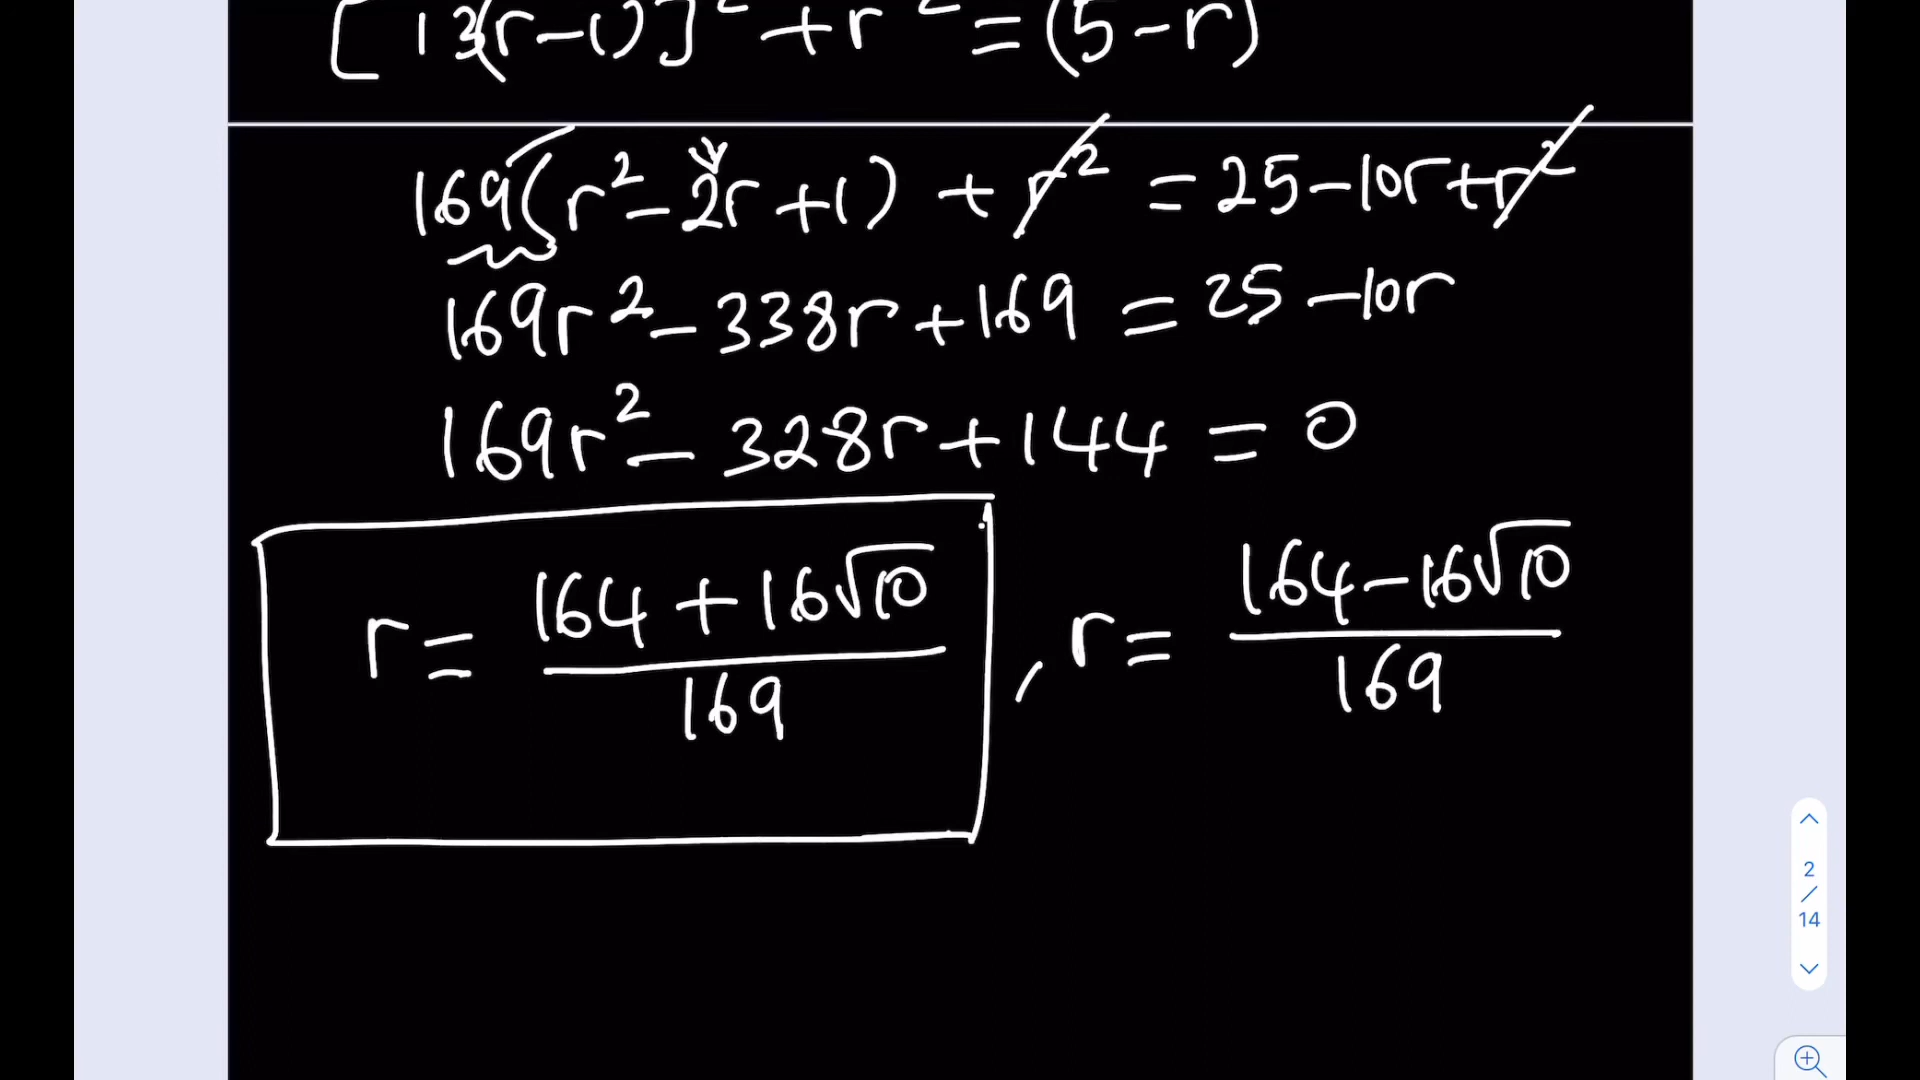 [13(r-1)]² + r² = (5-r)
169(r² - 2r + 1) + r² = 25 - 10r + r²
169r² - 338r + 169 = 25 - 10r
169r² - 328r + 144 = 0
r = (164 + 16√10)/169 , r = (164 - 16√10)/169
2
/
14